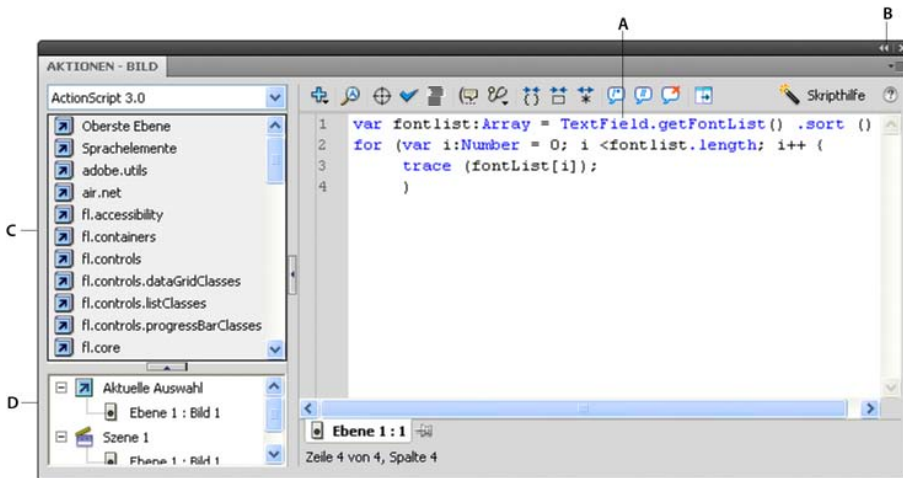 A
B
AKTIONEN - BILD
ActionScript 3.0
Skripthilfe
Oberste Ebene
Sprachelemente
adobe.utils
air.net
fl.accessibility
fl.containers
fl.controls
fl.controls.dataGridClasses
fl.controls.listClasses
fl.controls.progressBarClasses
fl.core
C
1 var fontlist:Array = TextField.getFontList() .sort ()
2 for (var i:Number = 0; i <fontlist.length; i++ {
3 trace (fontList[i]);
4 )
D
Aktuelle Auswahl
Ebene 1 : Bild 1
Szene 1
Ebene 1 : Bild 1
Ebene 1 : 1
Zeile 4 von 4, Spalte 4